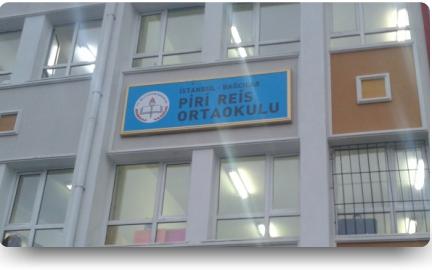 İSTANBUL - BAĞCILAR
PİRİ REİS
ORTAOKULU